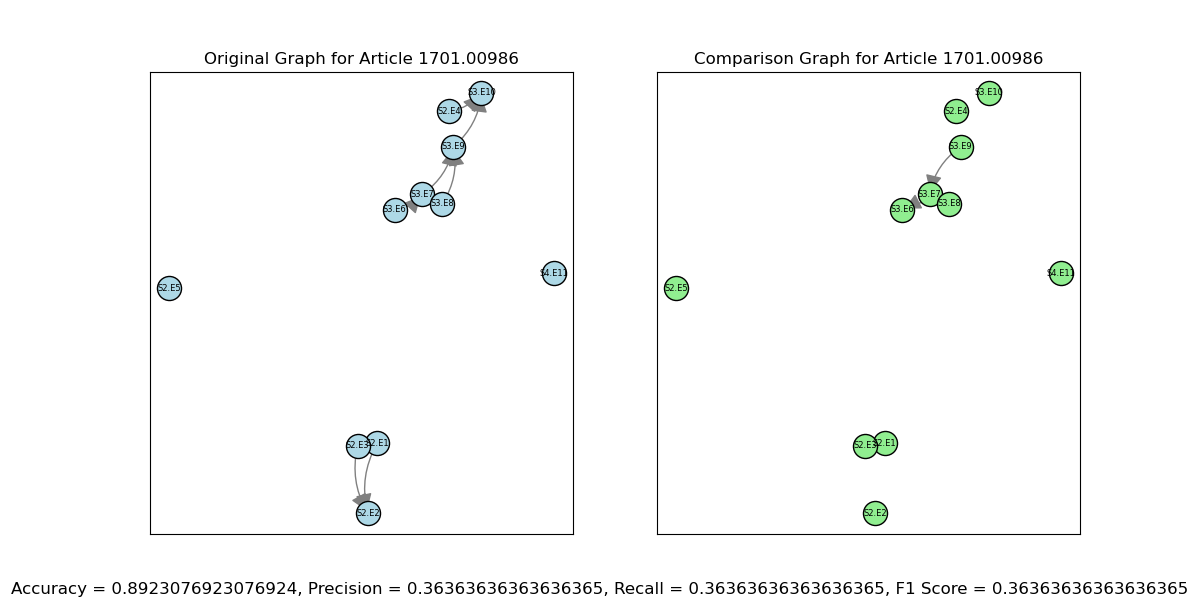 Original Graph for Article 1701.00986
S3.E10
S2.E4
S3.E9
S3.E7
S3.E8
S3.E6
S4.E11
S2.E5
S2.E3
S2.E1
S2.E2
Comparison Graph for Article 1701.00986
S3.E10
S2.E4
S3.E9
S3.E7
S3.E8
S3.E6
S4.E11
S2.E5
S2.E3
S2.E1
S2.E2
Accuracy = 0.8923076923076924, Precision = 0.36363636363636365, Recall = 0.36363636363636365, F1 Score = 0.36363636363636365